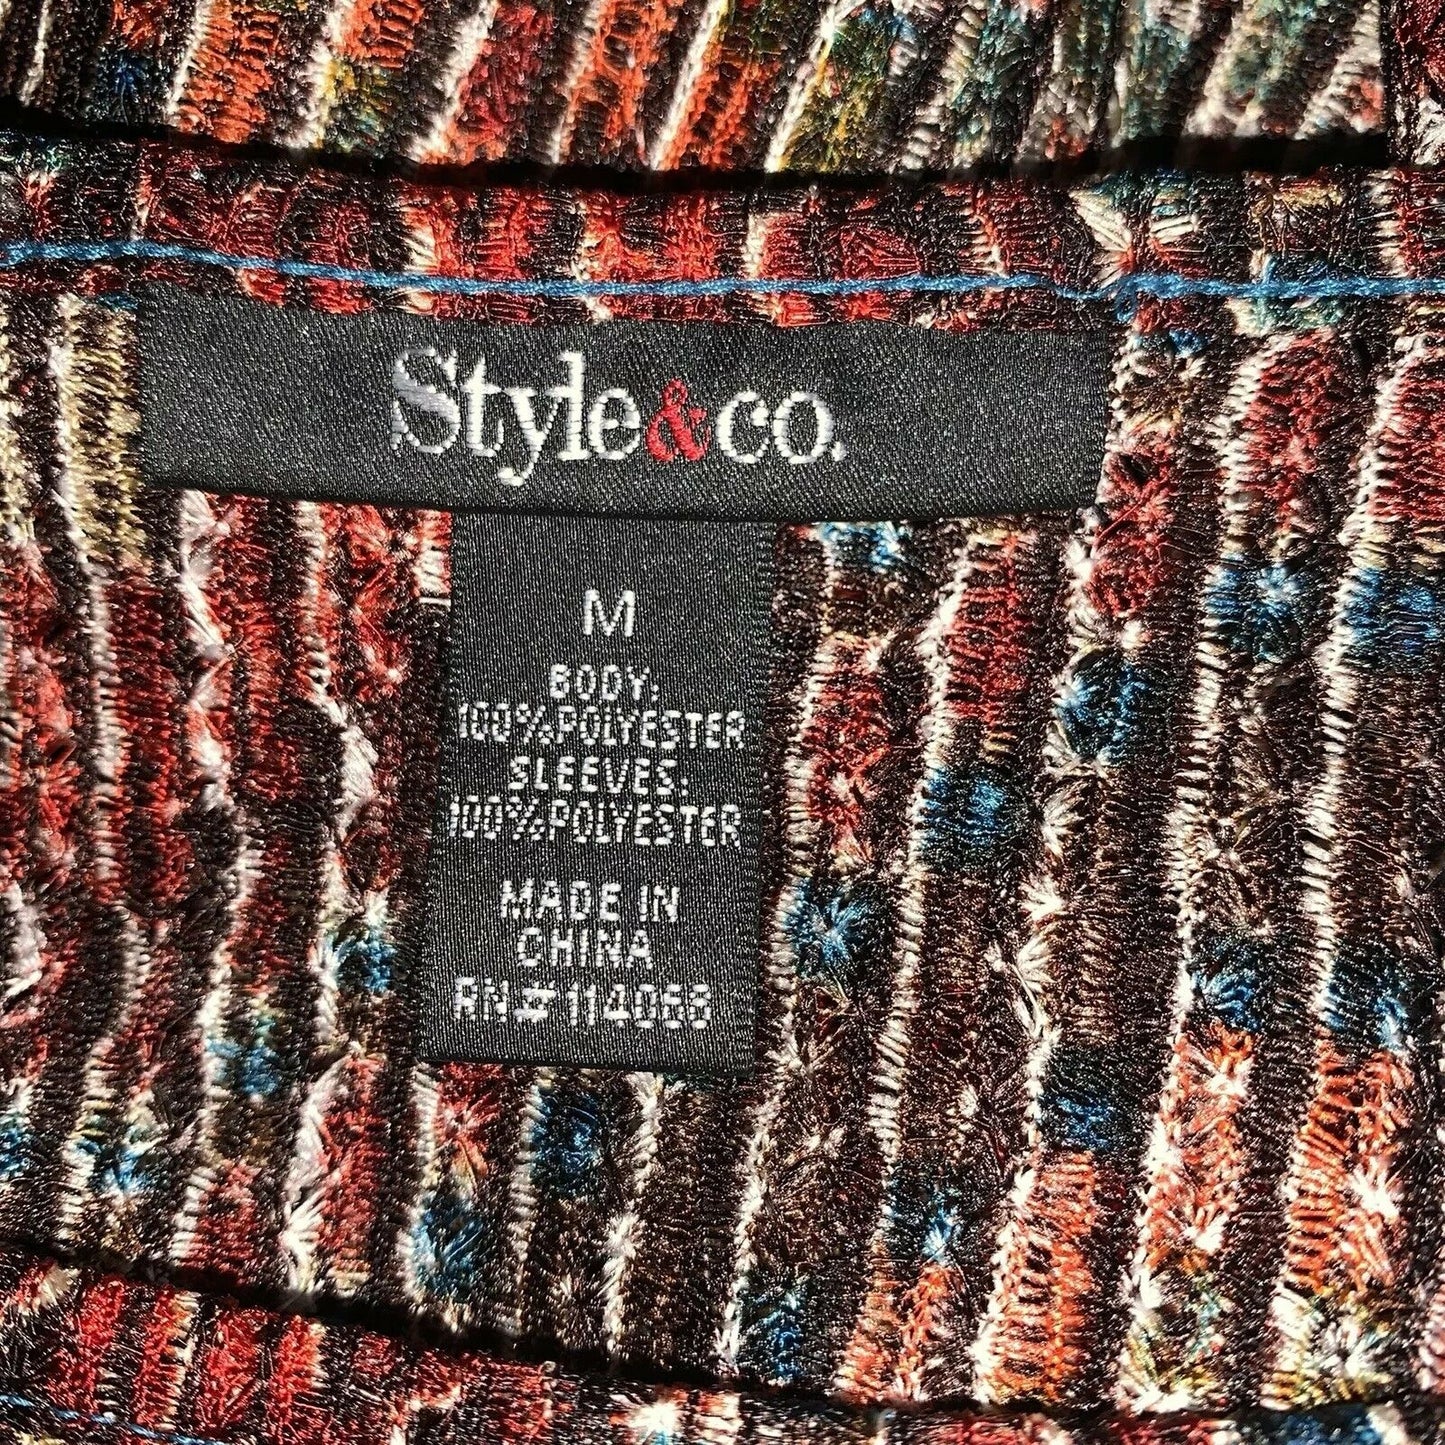 Style&co.
M
BODY:
100%POLYESTER
SLEEVES:
100%POLYESTER
MADE IN
CHINA
RN#114068